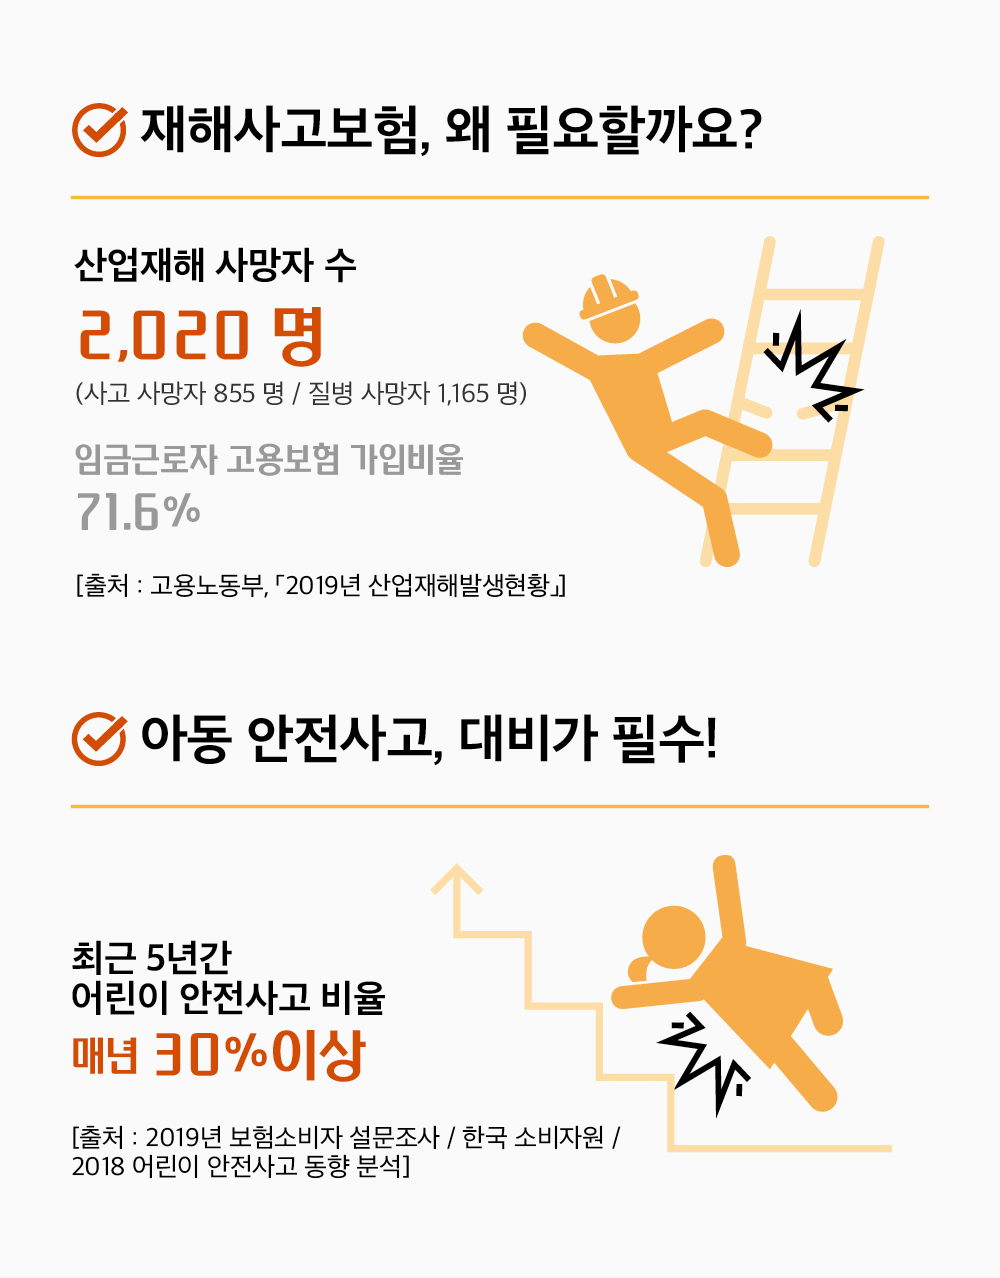 재해사고보험, 왜 필요할까요?
산업재해 사망자 수
2,020 명
(사고 사망자 855 명 / 질병 사망자 1,165 명)
임금근로자 고용보험 가입비율
71.6%
[출처 : 고용노동부, 「2019년 산업재해발생현황」]
아동 안전사고, 대비가 필수!
최근 5년간
어린이 안전사고 비율
매년 30%이상
[출처 : 2019년 보험소비자 설문조사 / 한국 소비자원 /
2018 어린이 안전사고 동향 분석]